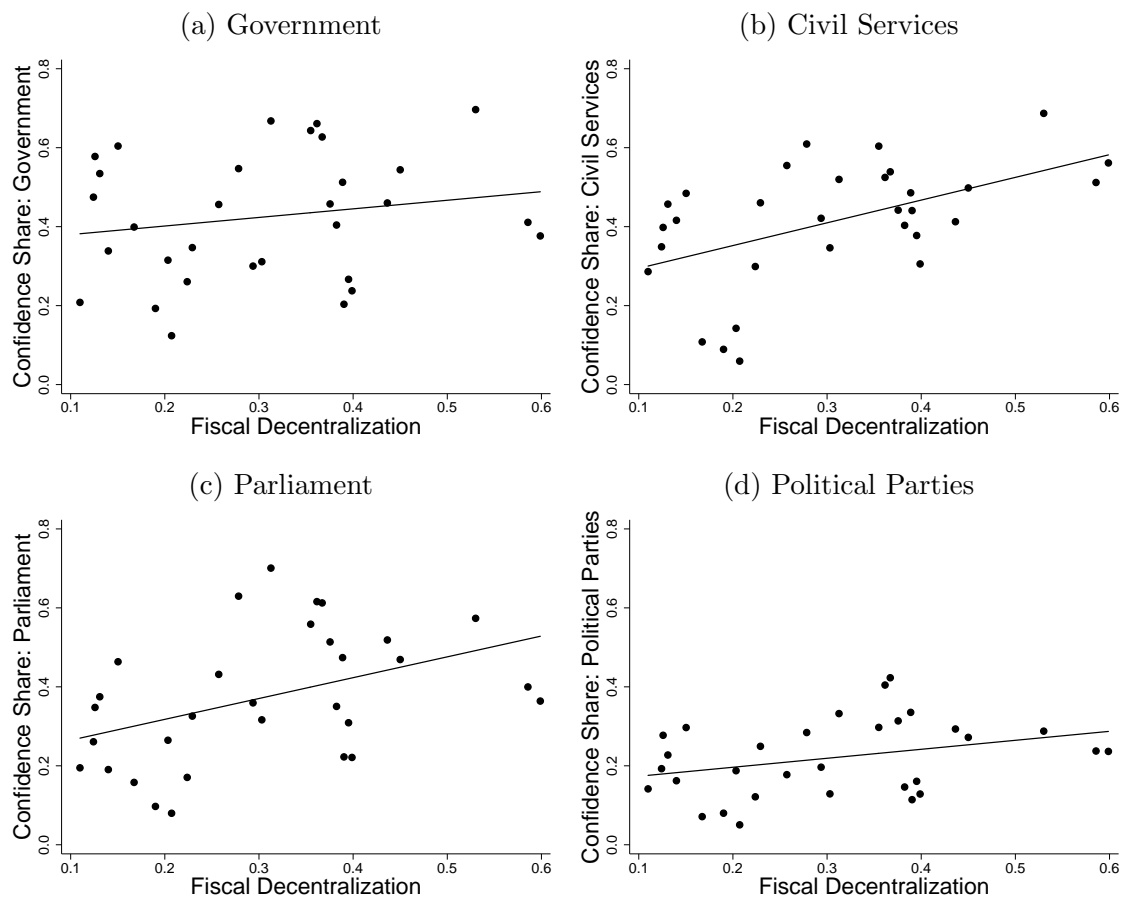 (a) Government
Confidence Share: Government
0.8
0.6
0.4
0.2
0.0
0.1 0.2 0.3 0.4 0.5 0.6
Fiscal Decentralization
(b) Civil Services
Confidence Share: Civil Services
0.8
0.6
0.4
0.2
0.0
0.1 0.2 0.3 0.4 0.5 0.6
Fiscal Decentralization
(c) Parliament
Confidence Share: Parliament
0.8
0.6
0.4
0.2
0.0
0.1 0.2 0.3 0.4 0.5 0.6
Fiscal Decentralization
(d) Political Parties
Confidence Share: Political Parties
0.8
0.6
0.4
0.2
0.0
0.1 0.2 0.3 0.4 0.5 0.6
Fiscal Decentralization